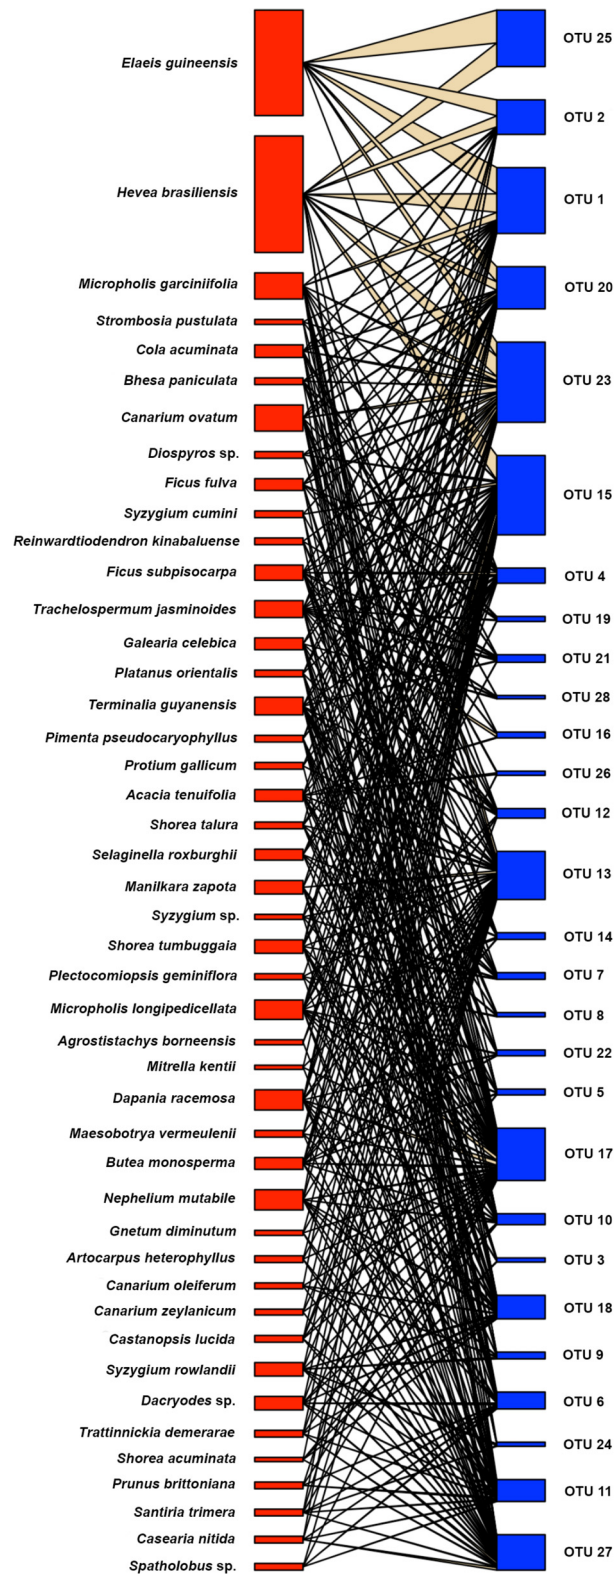 Elaeis guineensis
Hevea brasiliensis
Micropholis garciniifolia
Strombosia pustulata
Cola acuminata
Bhesa paniculata
Canarium ovatum
Diospyros sp.
Ficus fulva
Syzygium cumini
Reinwardtiodendron kinabaluense
Ficus subpisocarpa
Trachelospermum jasminoides
Galearia celebica
Platanus orientalis
Terminalia guyanensis
Pimenta pseudocaryophyllus
Protium gallicum
Acacia tenuifolia
Shorea talura
Selaginella roxburghii
Manilkara zapota
Syzygium sp.
Shorea tumbuggaia
Plectocomiopsis geminiflora
Micropholis longipedicellata
Agrostistachys borneensis
Mitrella kentii
Dapania racemosa
Maesobotrya vermeulenii
Butea monosperma
Nephelium mutabile
Gnetum diminutum
Artocarpus heterophyllus
Canarium oleiferum
Canarium zeylanicum
Castanopsis lucida
Syzygium rowlandii
Dacryodes sp.
Trattinnickia demerarae
Shorea acuminata
Prunus brittoniana
Santiria trimera
Casearia nitida
Spatholobus sp.
OTU 25
OTU 2
OTU 1
OTU 20
OTU 23
OTU 15
OTU 4
OTU 19
OTU 21
OTU 28
OTU 16
OTU 26
OTU 12
OTU 13
OTU 14
OTU 7
OTU 8
OTU 22
OTU 5
OTU 17
OTU 10
OTU 3
OTU 18
OTU 9
OTU 6
OTU 24
OTU 11
OTU 27